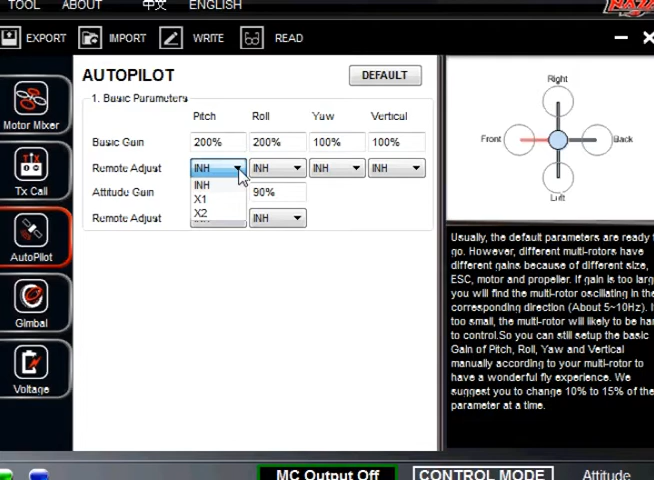 TOOL ABOUT 中文 ENGLISH
EXPORT IMPORT WRITE READ
AUTOPILOT DEFAULT
1. Basic Parameters
Pitch Roll Yaw Vertical
Basic Gain 200% 200% 100% 100%
Remote Adjust INH INH INH INH
INH
X1
X2
Attitude Gain 90%
Remote Adjust INH
Motor Mixer
Tx Call
AutoPilot
Gimbal
Voltage
Right
Front Back
Left
Usually, the default parameters are ready t
go. However, different multi-rotors have
different gains because of different size,
ESC, motor and propeller. If gain is too larg
you will find the multi-rotor oscillating in the
corresponding direction (About 5~10Hz). I
too small, the multi-rotor will likely to be ha
to control.So you can still setup the basic
Gain of Pitch, Roll, Yaw and Vertical
manually according to your multi-rotor to
have a wonderful fly experience. We
suggest you to change 10% to 15% of the
parameter at a time.
MC Output Off CONTROL MODE Attitude